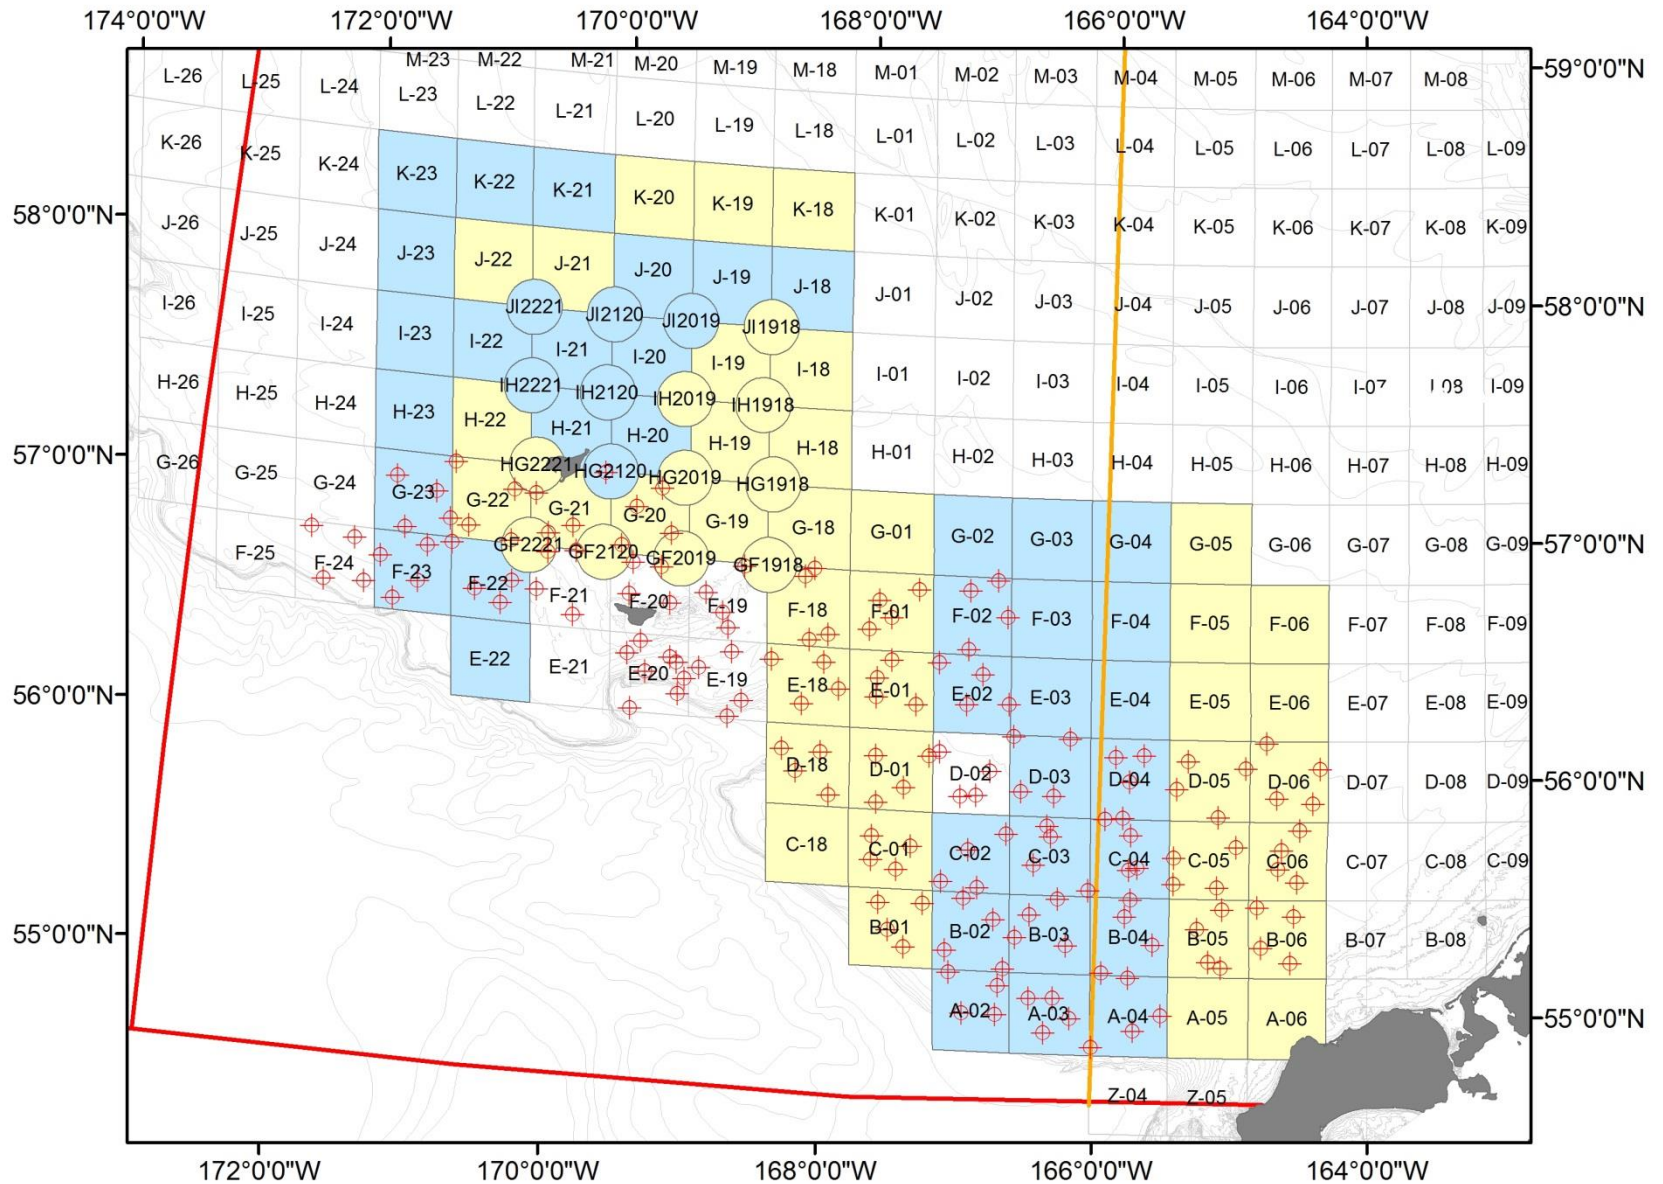 174°0'0"W 172°0'0"W 170°0'0"W 168°0'0"W 166°0'0"W 164°0'0"W
L-26 L-25 L-24 M-23 M-22 M-21 M-20 M-19 M-18 M-01 M-02 M-03 M-04 M-05 M-06 M-07 M-08 59°0'0"N
K-26 K-25 K-24 L-23 L-22 L-21 L-20 L-19 L-18 L-01 L-02 L-03 L-04 L-05 L-06 L-07 L-08 L-09
58°0'0"N J-26 J-25 J-24 K-23 K-22 K-21 K-20 K-19 K-18 K-01 K-02 K-03 K-04 K-05 K-06 K-07 K-08 K-09
I-26 I-25 I-24 J-23 J-22 J-21 J-20 J-19 J-18 J-01 J-02 J-03 J-04 J-05 J-06 J-07 J-08 J-09 58°0'0"N
JI2221 JI2120 JI2019 JI1918
H-26 H-25 H-24 I-23 I-22 I-21 I-20 I-19 I-18 I-01 I-02 I-03 I-04 I-05 I-06 I-07 I-08 I-09
IH2221 IH2120 IH2019 IH1918
57°0'0"N G-26 G-25 G-24 H-23 H-22 H-21 H-20 H-19 H-18 H-01 H-02 H-03 H-04 H-05 H-06 H-07 H-08 H-09
HG2221 HG2120 HG2019 HG1918
F-25 F-24 G-23 G-22 G-21 G-20 G-19 G-18 G-01 G-02 G-03 G-04 G-05 G-06 G-07 G-08 G-09 57°0'0"N
GF2221 GF2120 GF2019 GF1918
F-23 F-22 F-21 F-20 F-19 F-18 F-01 F-02 F-03 F-04 F-05 F-06 F-07 F-08 F-09
56°0'0"N E-22 E-21 E-20 E-19 E-18 E-01 E-02 E-03 E-04 E-05 E-06 E-07 E-08 E-09
D-18 D-01 D-02 D-03 D-04 D-05 D-06 D-07 D-08 D-09 56°0'0"N
C-18 C-01 C-02 C-03 C-04 C-05 C-06 C-07 C-08 C-09
55°0'0"N B-01 B-02 B-03 B-04 B-05 B-06 B-07 B-08
A-02 A-03 A-04 A-05 A-06 55°0'0"N
Z-04 Z-05
172°0'0"W 170°0'0"W 168°0'0"W 166°0'0"W 164°0'0"W